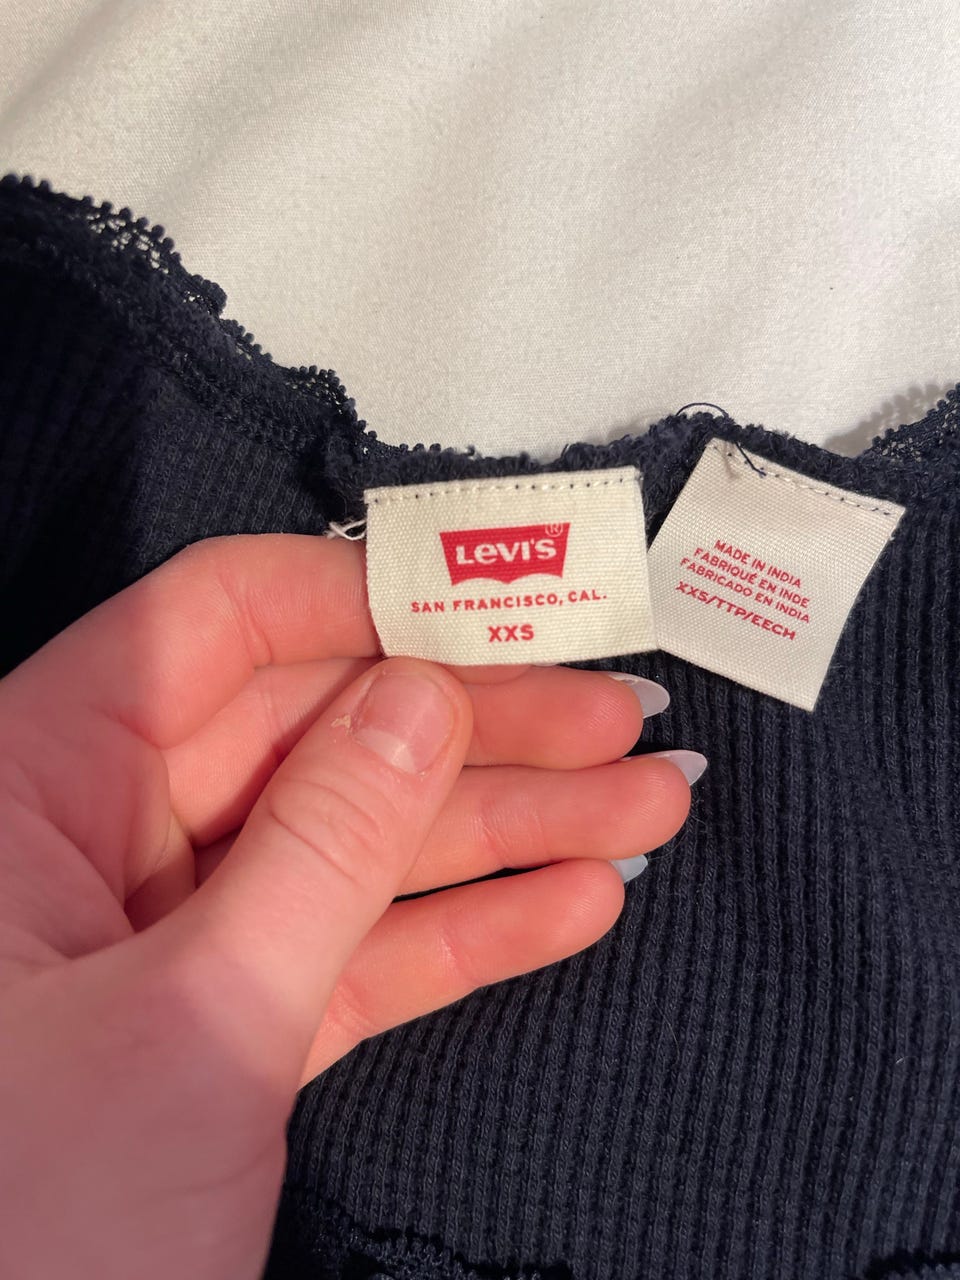 Levi's®
SAN FRANCISCO, CAL.
XXS
MADE IN INDIA
FABRIQUÉ EN INDE
FABRICADO EN INDIA
XXS/TTP/EECH